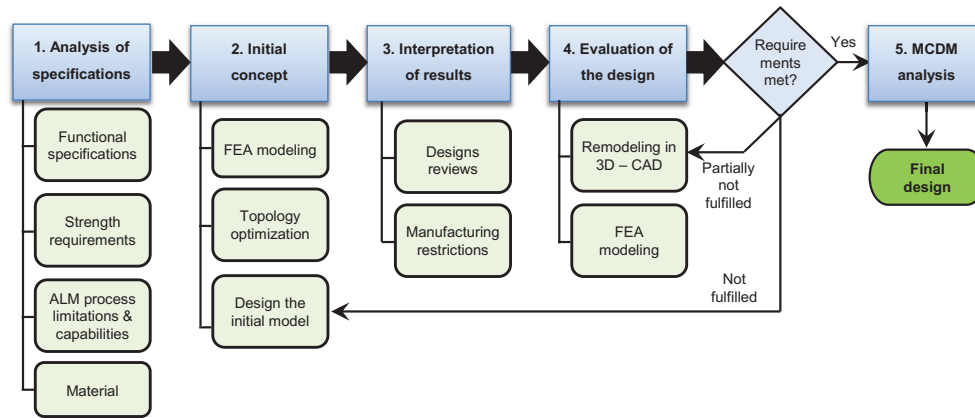 1. Analysis of
specifications
Functional
specifications
Strength
requirements
ALM process
limitations &
capabilities
Material
2. Initial
concept
FEA modeling
Topology
optimization
Design the
initial model
3. Interpretation
of results
Designs
reviews
Manufacturing
restrictions
4. Evaluation of
the design
Remodeling in
3D – CAD
FEA
modeling
Require
ments
met?
Yes
Partially
not
fulfilled
Not
fulfilled
5. MCDM
analysis
Final
design